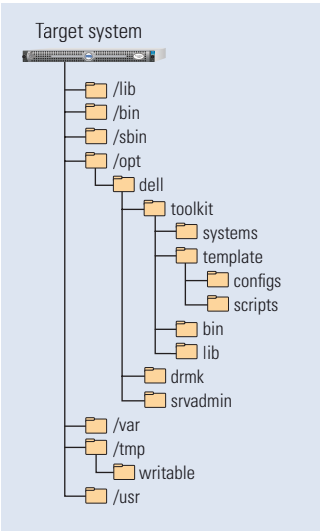 Target system
/lib
/bin
/sbin
/opt
dell
toolkit
systems
template
configs
scripts
bin
lib
drmk
srvadmin
/var
/tmp
writable
/usr